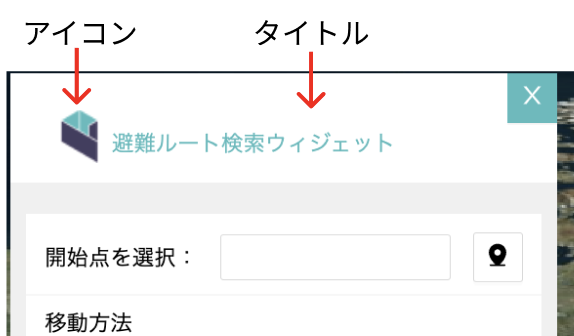 アイコン タイトル
X
避難ルート検索ウィジェット
開始点を選択：
移動方法